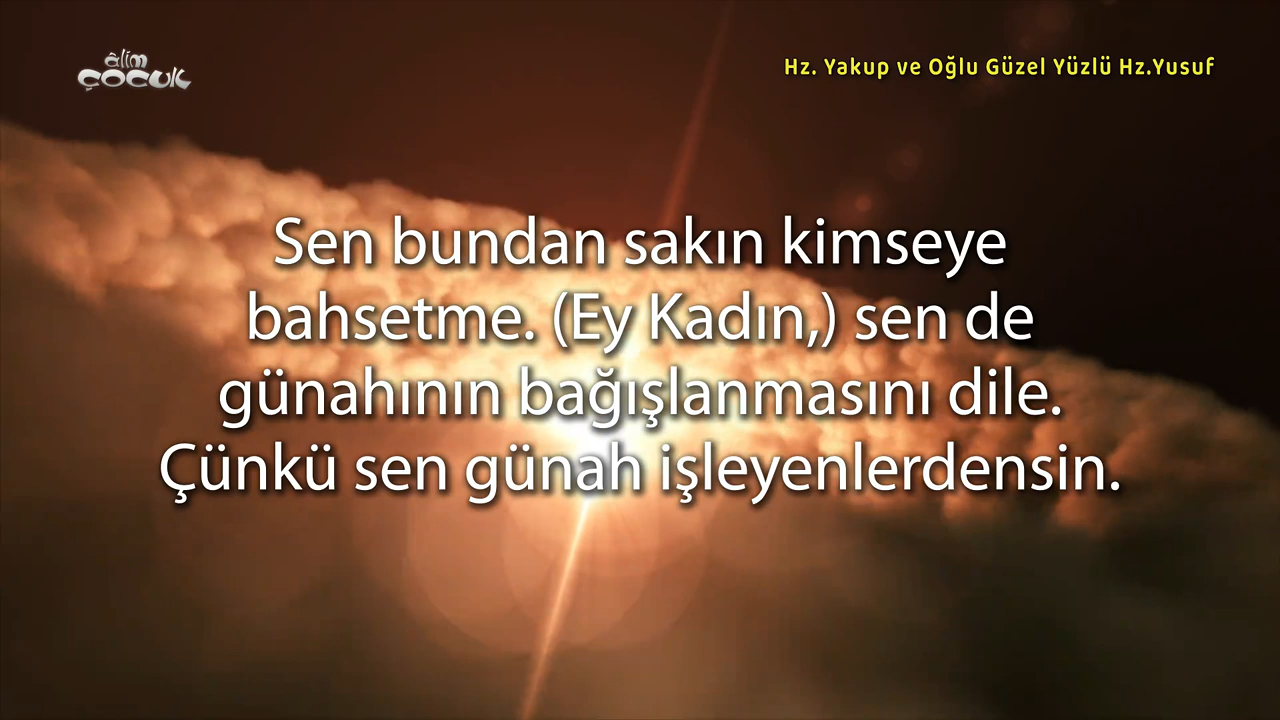 âlim
ÇOCUK
Hz. Yakup ve Oğlu Güzel Yüzlü Hz.Yusuf
Sen bundan sakın kimseye
bahsetme. (Ey Kadın,) sen de
günahının bağışlanmasını dile.
Çünkü sen günah işleyenlerdensin.